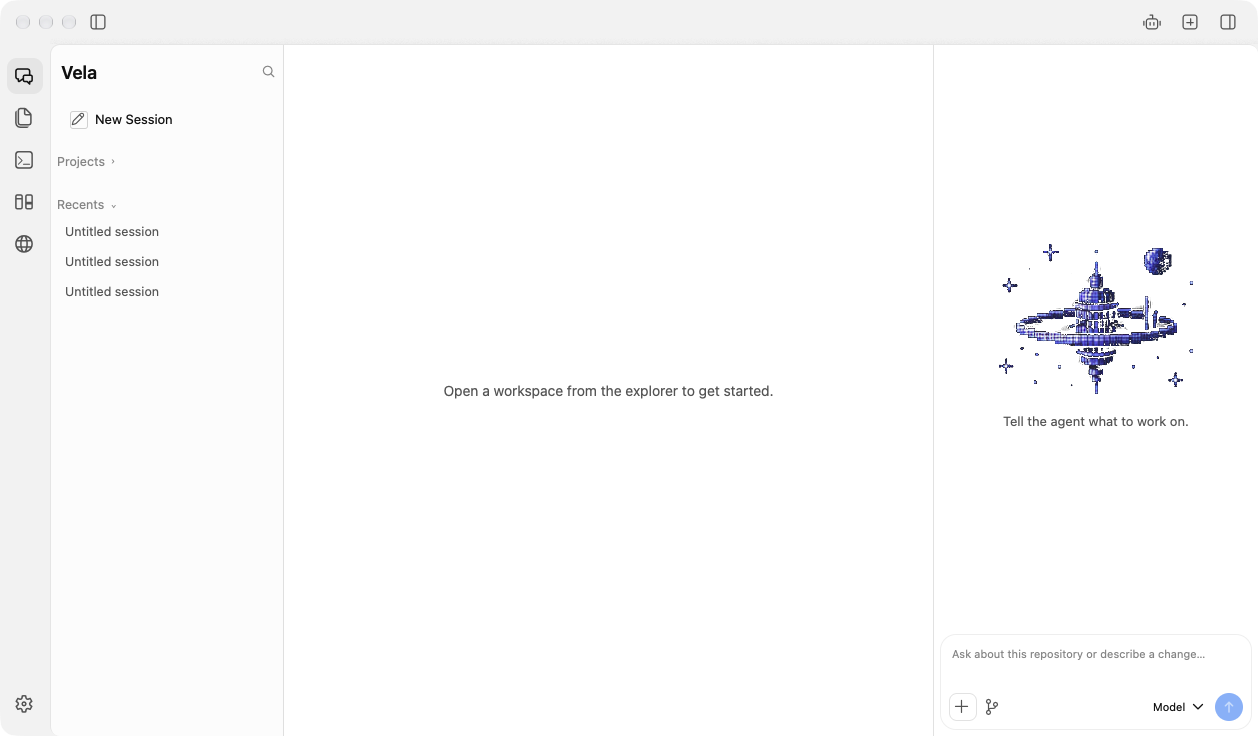 Vela
New Session
Projects
Recents
Untitled session
Untitled session
Untitled session
Open a workspace from the explorer to get started.
Tell the agent what to work on.
Ask about this repository or describe a change...
Model